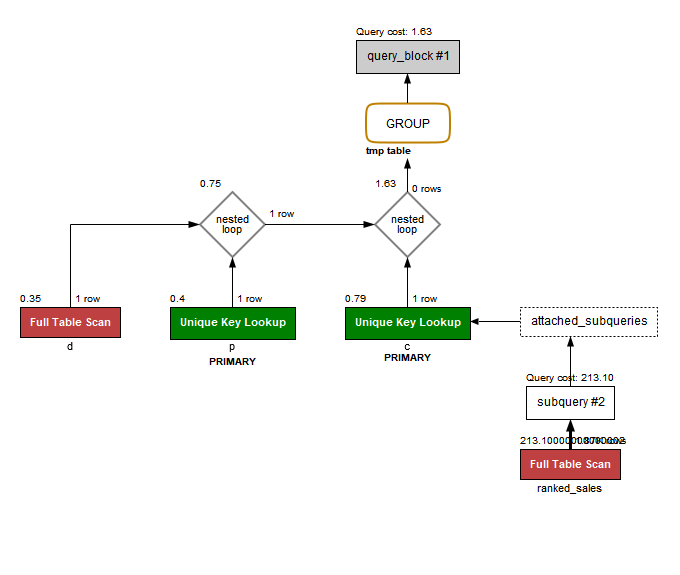 Query cost: 1.63
query_block #1
GROUP
tmp table
0.75
1.63
0 rows
nested
loop
1 row
nested
loop
0.35
1 row
0.4
1 row
0.79
1 row
Full Table Scan
Unique Key Lookup
Unique Key Lookup
attached_subqueries
d
p
c
PRIMARY
PRIMARY
Query cost: 213.10
subquery #2
rows
Full Table Scan
ranked_sales